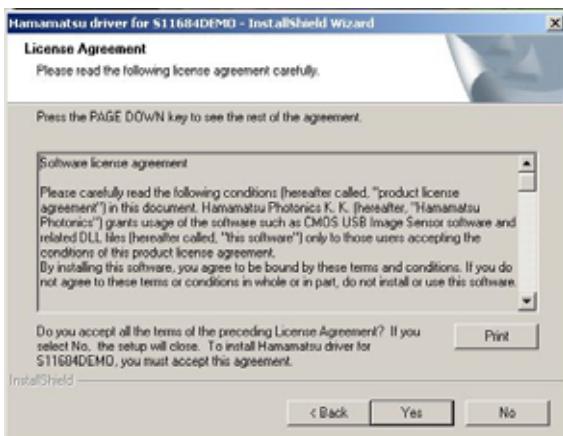 Hamamatsu driver for S11684DEMO - InstallShield Wizard
License Agreement
Please read the following license agreement carefully.
Press the PAGE DOWN key to see the rest of the agreement.
Software license agreement
Please carefully read the following conditions (hereafter called, "product license
agreement") in this document. Hamamatsu Photonics K. K. (hereafter, "Hamamatsu
Photonics") grants usage of the software such as CMOS USB Image Sensor software and
related DLL files (hereafter called, "this software") only to those users accepting the
conditions of this product license agreement.
By installing this software, you agree to be bound by these terms and conditions. If you do
not agree to these terms or conditions in whole or in part, do not install or use this software.
Do you accept all the terms of the preceding License Agreement? If you
select No, the setup will close. To install Hamamatsu driver for
S11684DEMO, you must accept this agreement.
Print
InstallShield
< Back
Yes
No